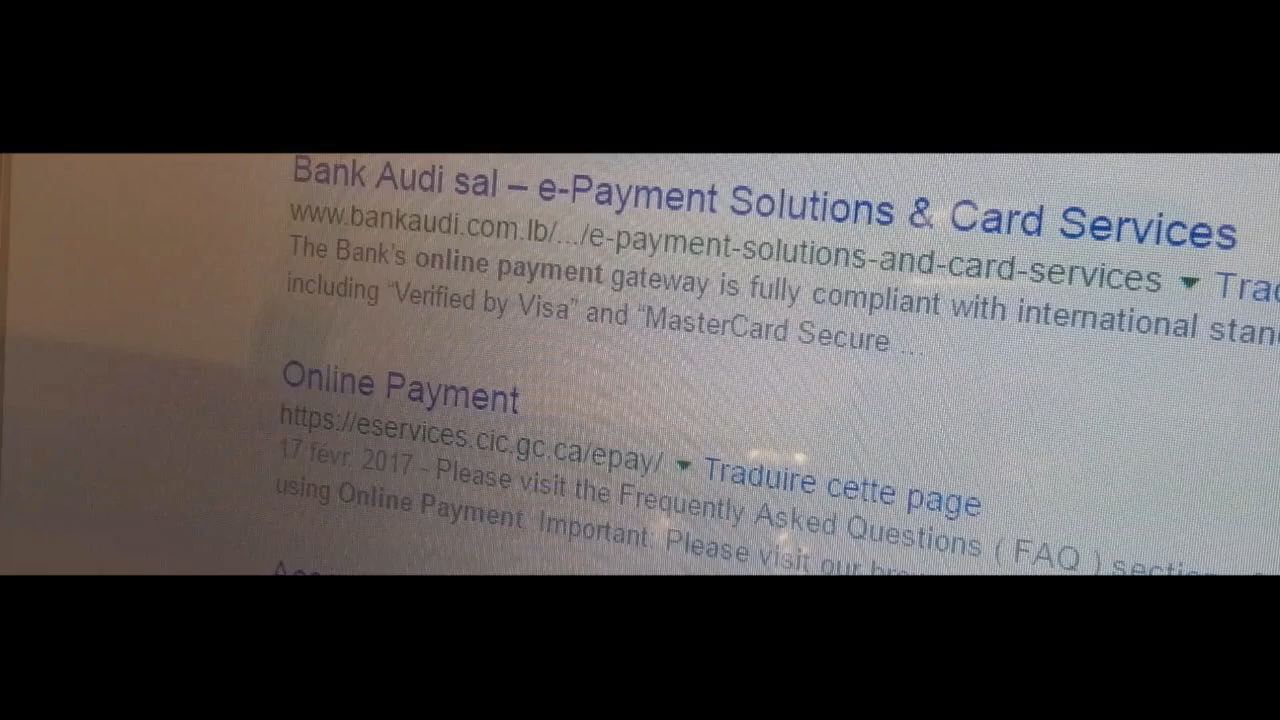 Bank Audi sal – e-Payment Solutions & Card Services
www.bankaudi.com.lb/.../e-payment-solutions-and-card-services ▼ Trad
The Bank's online payment gateway is fully compliant with international stan
including “Verified by Visa” and “MasterCard Secure ...
Online Payment
https://eservices.cic.gc.ca/epay/ ▼ Traduire cette page
17 févr. 2017 - Please visit the Frequently Asked Questions ( FAQ ) section
using Online Payment. Important: Please visit our